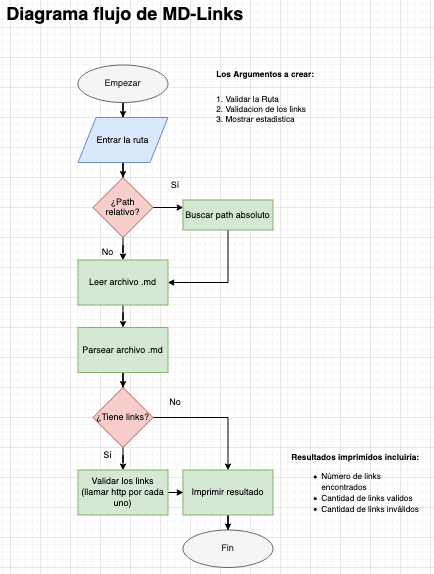 Diagrama flujo de MD-Links
Empezar
Los Argumentos a crear:
1. Validar la Ruta
2. Validacion de los links
3. Mostrar estadistica
Entrar la ruta
Sí
¿Path
relativo?
Buscar path absoluto
No
Leer archivo .md
Parsear archivo .md
No
¿Tiene links?
Sí
Validar los links
(llamar http por cada
uno)
Imprimir resultado
Resultados imprimidos incluiría:
• Número de links
encontrados
• Cantidad de links validos
• Cantidad de links inválidos
Fin